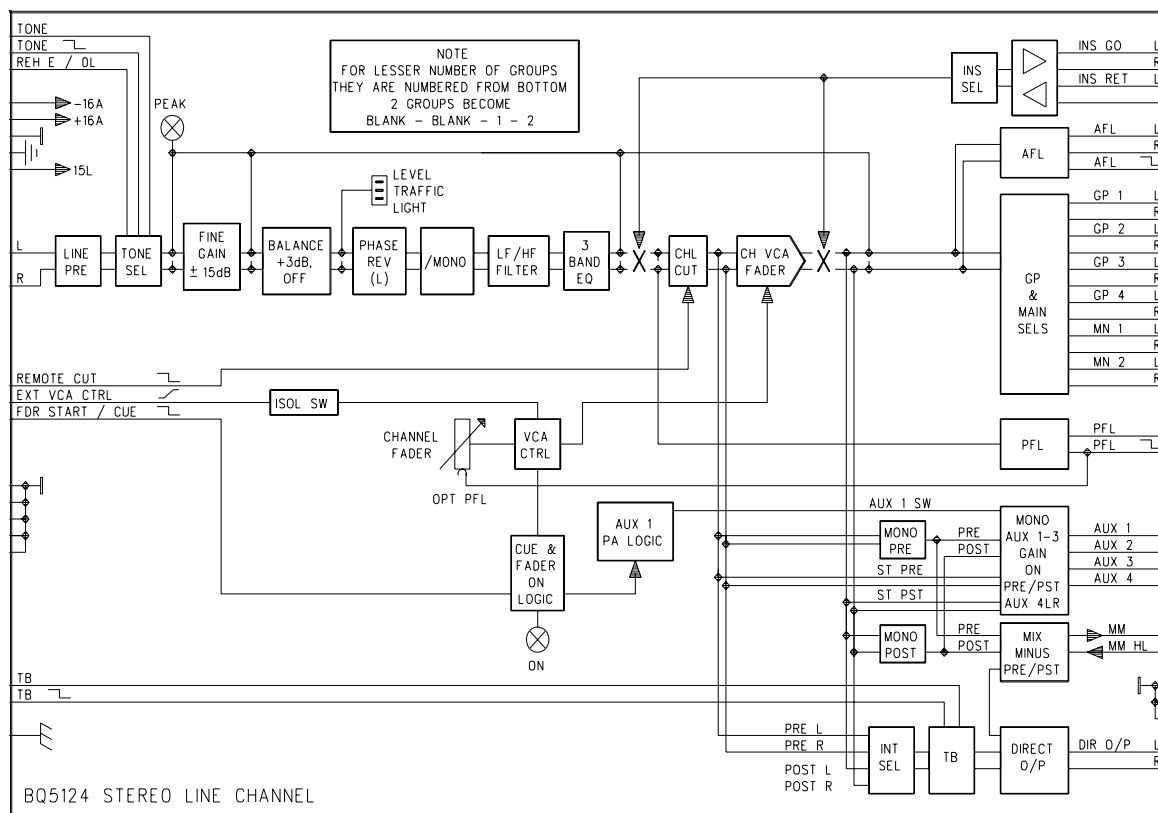 TONE
TONE
REH E / OL
-16A
+16A
15L
PEAK
NOTE
FOR LESSER NUMBER OF GROUPS
THEY ARE NUMBERED FROM BOTTOM
2 GROUPS BECOME
BLANK - BLANK - 1 - 2
LEVEL
TRAFFIC
LIGHT
INS
SEL
INS GO L
R
INS RET L
AFL
AFL L
R
AFL
L
R
LINE
PRE
TONE
SEL
FINE
GAIN
± 15dB
BALANCE
+3dB,
OFF
PHASE
REV
(L)
/MONO
LF/HF
FILTER
3
BAND
EQ
CHL
CUT
CH VCA
FADER
GP
&
MAIN
SELS
GP 1 L
R
GP 2 L
R
GP 3 L
R
GP 4 L
R
MN 1 L
R
MN 2 L
R
REMOTE CUT
EXT VCA CTRL
FDR START / CUE
ISOL SW
CHANNEL
FADER
OPT PFL
VCA
CTRL
PFL
PFL
PFL
CUE &
FADER
ON
LOGIC
ON
AUX 1
PA LOGIC
AUX 1 SW
MONO
PRE
PRE
POST
ST PRE
ST PST
MONO
AUX 1-3
GAIN
ON
PRE/PST
AUX 4LR
AUX 1
AUX 2
AUX 3
AUX 4
MONO
POST
PRE
POST
MIX
MINUS
PRE/PST
MM
MM HL
TB
TB
PRE L
PRE R
POST L
POST R
INT
SEL
TB
DIRECT
O/P
DIR O/P L
R
BQ5124 STEREO LINE CHANNEL